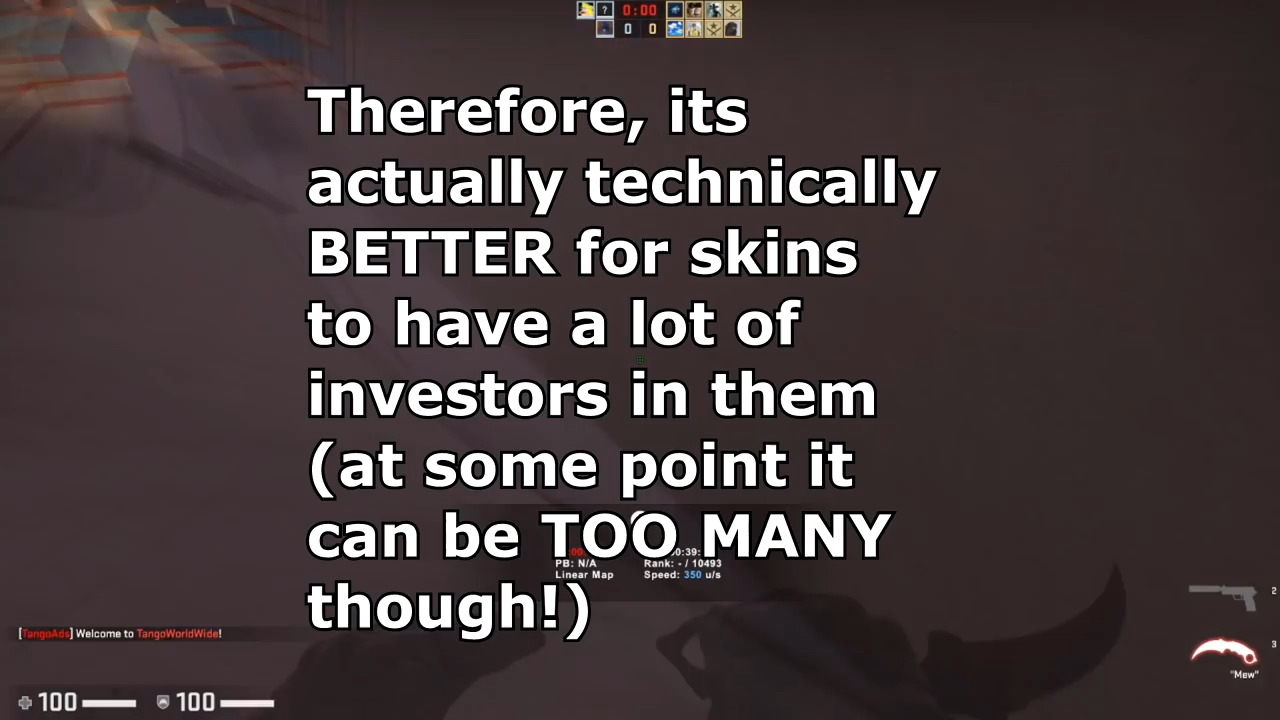 0:00
0 0
Therefore, its
actually technically
BETTER for skins
to have a lot of
investors in them
(at some point it
can be TOO MANY
though!)
PB: N/A Rank: - / 10493
Linear Map Speed: 350 u/s
[TangoAds] Welcome to TangoWorldWide!
2
3
"Mew"
100 100